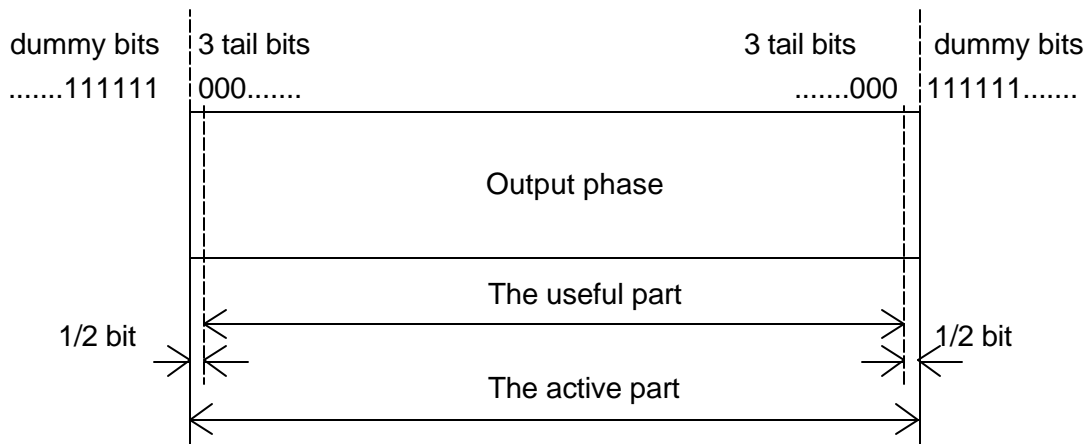 dummy bits 3 tail bits 3 tail bits dummy bits
.......111111 000....... .......000 111111.......
Output phase
The useful part
1/2 bit 1/2 bit
The active part